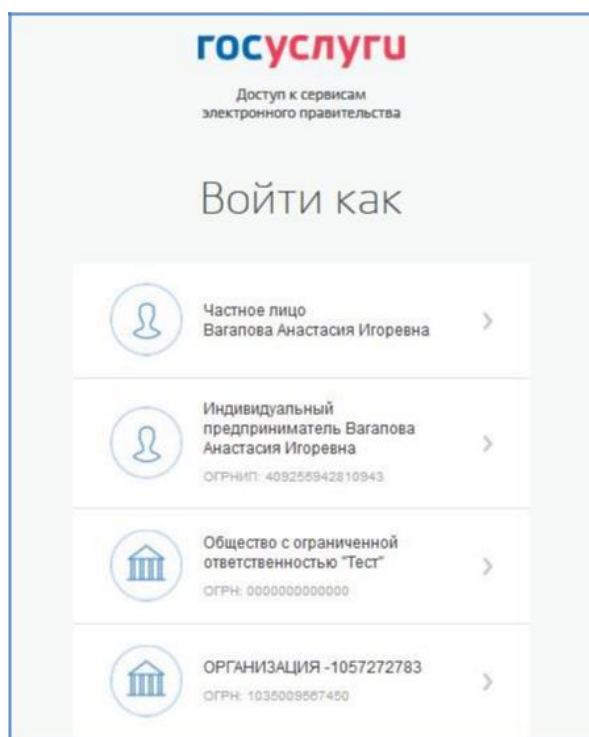 госуслуги
Доступ к сервисам
электронного правительства
Войти как
Частное лицо
Вагапова Анастасия Игоревна
Индивидуальный
предприниматель Вагапова
Анастасия Игоревна
ОГРНИП: 409255942810943
Общество с ограниченной
ответственностью "Тест"
ОГРН: 0000000000000
ОРГАНИЗАЦИЯ -1057272783
ОГРН: 1035009567450